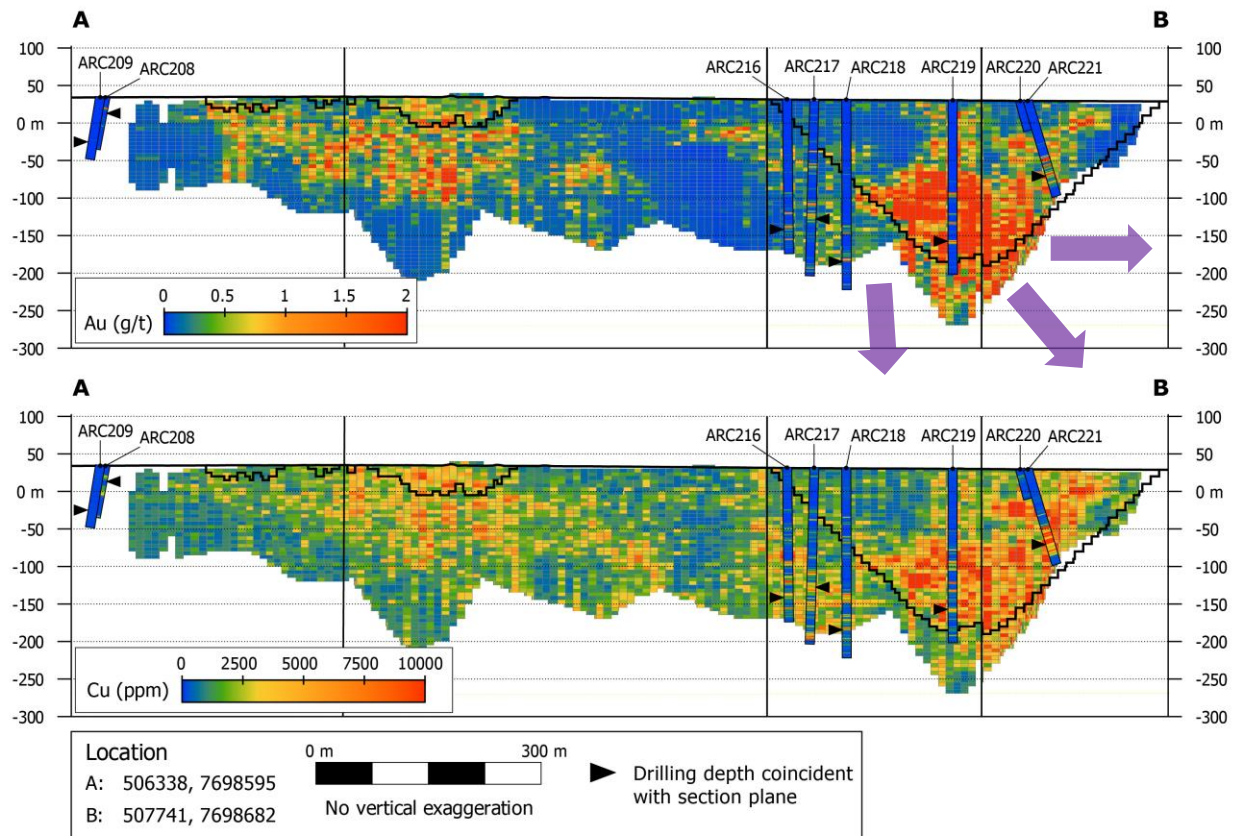 A B
100 100
ARC209
ARC208
ARC216 ARC217 ARC218 ARC219 ARC220 ARC221
50 50
0 m 0 m
-50 -50
-100 -100
-150 -150
-200 -200
-250 -250
-300 -300
0 0.5 1 1.5 2
Au (g/t)
A B
100 100
ARC209
ARC208
ARC216 ARC217 ARC218 ARC219 ARC220 ARC221
50 50
0 m 0 m
-50 -50
-100 -100
-150 -150
-200 -200
-250 -250
-300 -300
0 2500 5000 7500 10000
Cu (ppm)
Location
A: 506338, 7698595
B: 507741, 7698682
0 m 300 m
No vertical exaggeration
Drilling depth coincident
with section plane